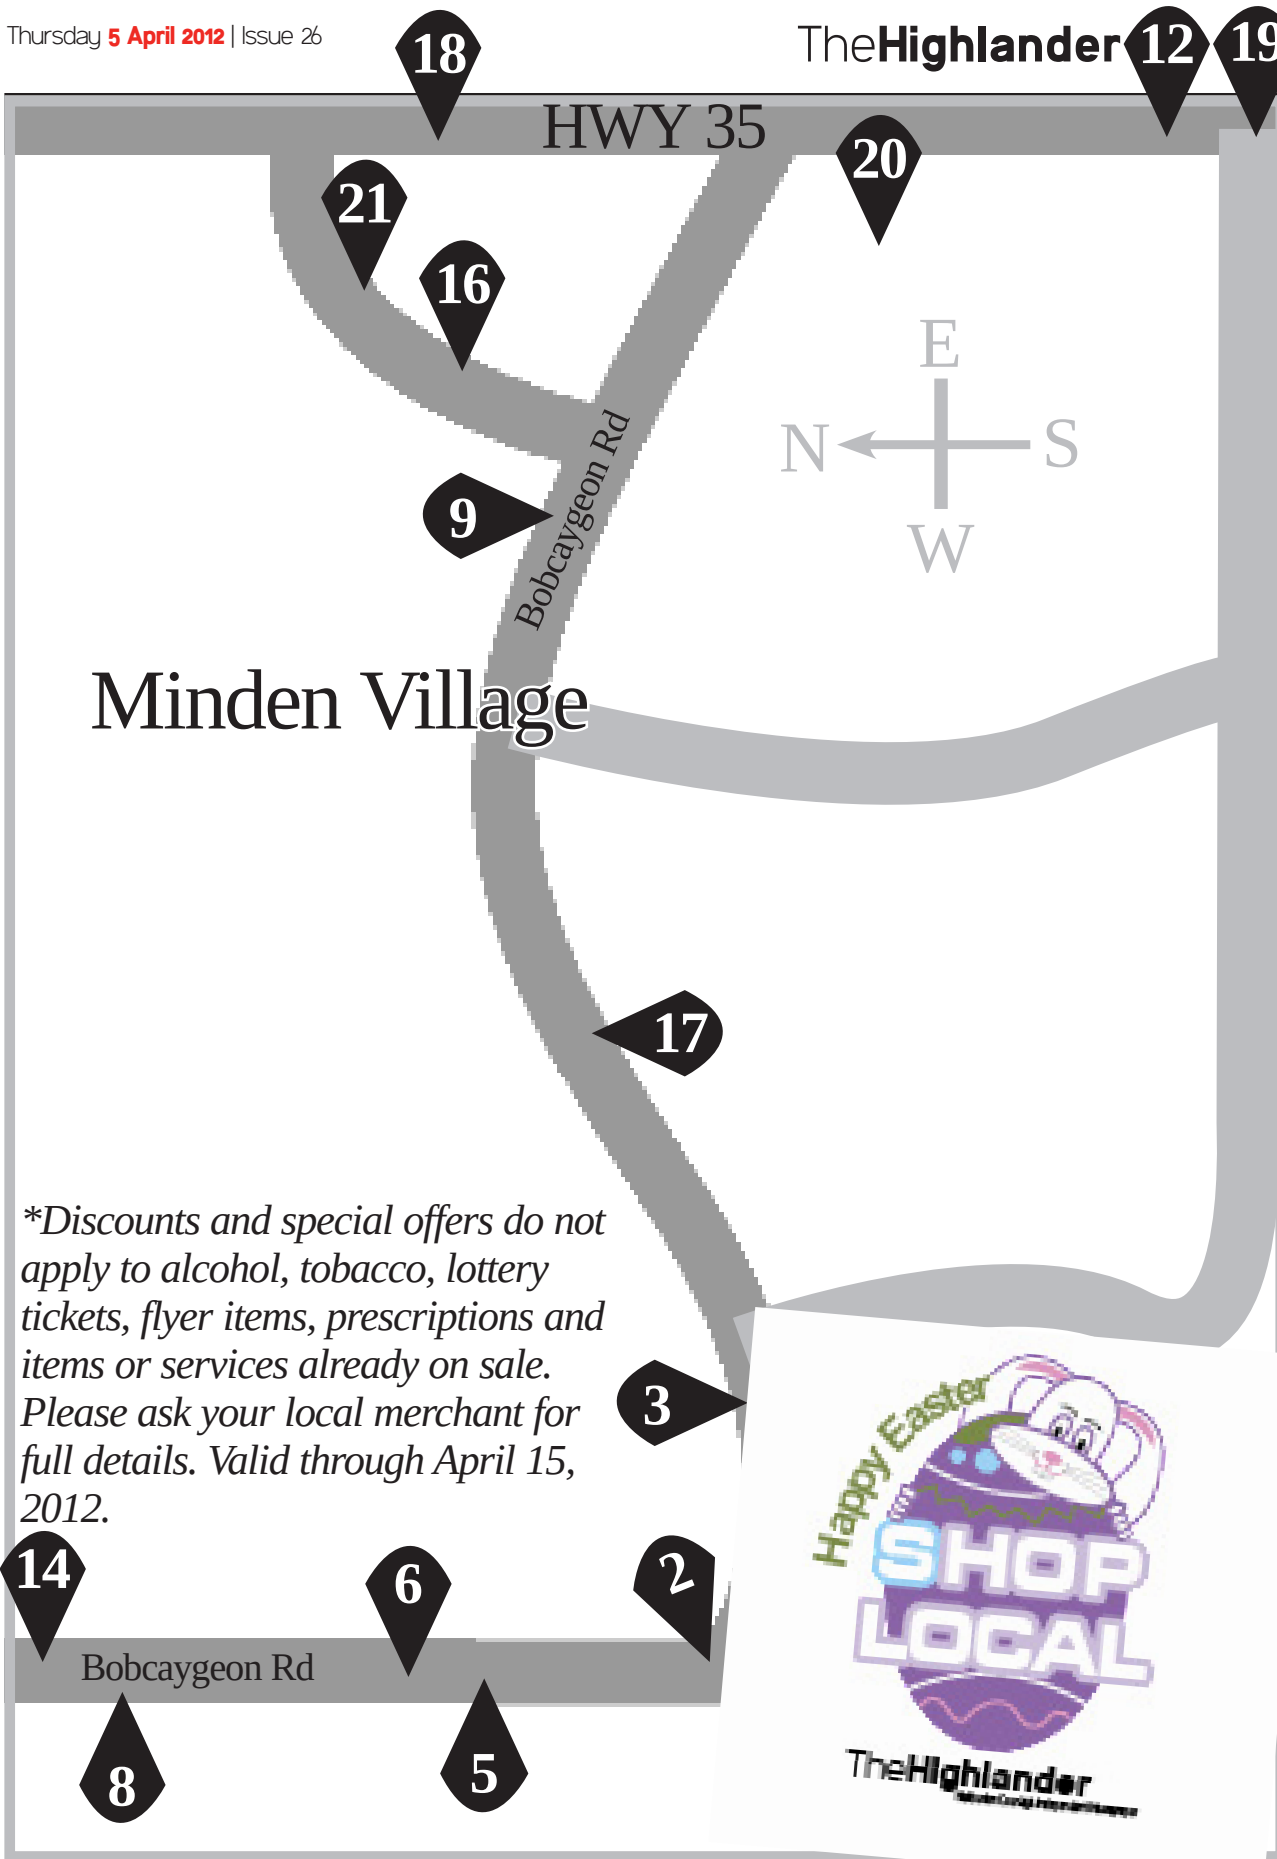 Thursday 5 April 2012 | Issue 26
TheHighlander
18
12
19
HWY 35
20
21
16
E
N
S
W
9
Bobcaygeon Rd
Minden Village
17
*Discounts and special offers do not
apply to alcohol, tobacco, lottery
tickets, flyer items, prescriptions and
items or services already on sale.
Please ask your local merchant for
full details. Valid through April 15,
2012.
3
Happy Easter
SHOP
LOCAL
TheHighlander
14
6
2
Bobcaygeon Rd
8
5